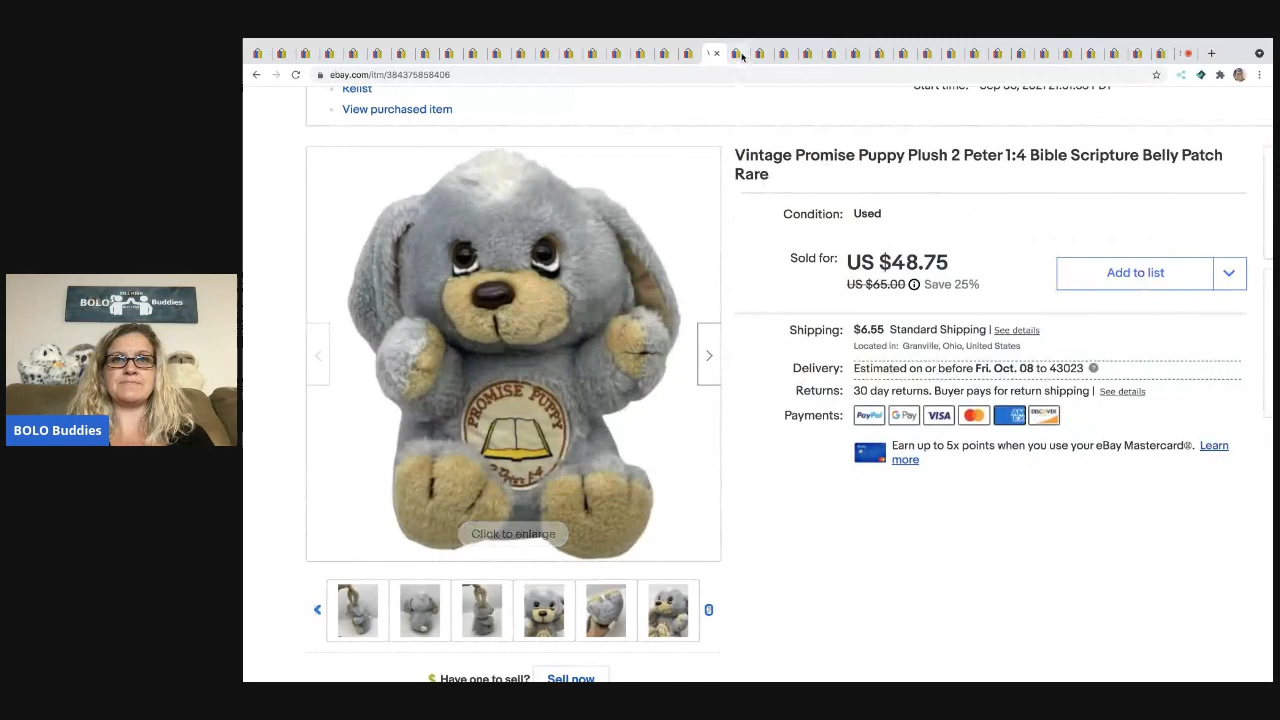 ebay.com/itm/384375858406
Relist
View purchased item
Vintage Promise Puppy Plush 2 Peter 1:4 Bible Scripture Belly Patch
Rare
Condition: Used
Sold for: US $48.75
US $65.00 Save 25%
Add to list
Shipping: $6.55 Standard Shipping | See details
Located in: Granville, Ohio, United States
Delivery: Estimated on or before Fri. Oct. 08 to 43023
Returns: 30 day returns. Buyer pays for return shipping | See details
Payments: PayPal G Pay VISA DISCOVER
Earn up to 5x points when you use your eBay Mastercard®. Learn
more
PROMISE PUPPY
Click to enlarge
Have one to sell? Sell now
BOLO Buddies
BOLO Buddies